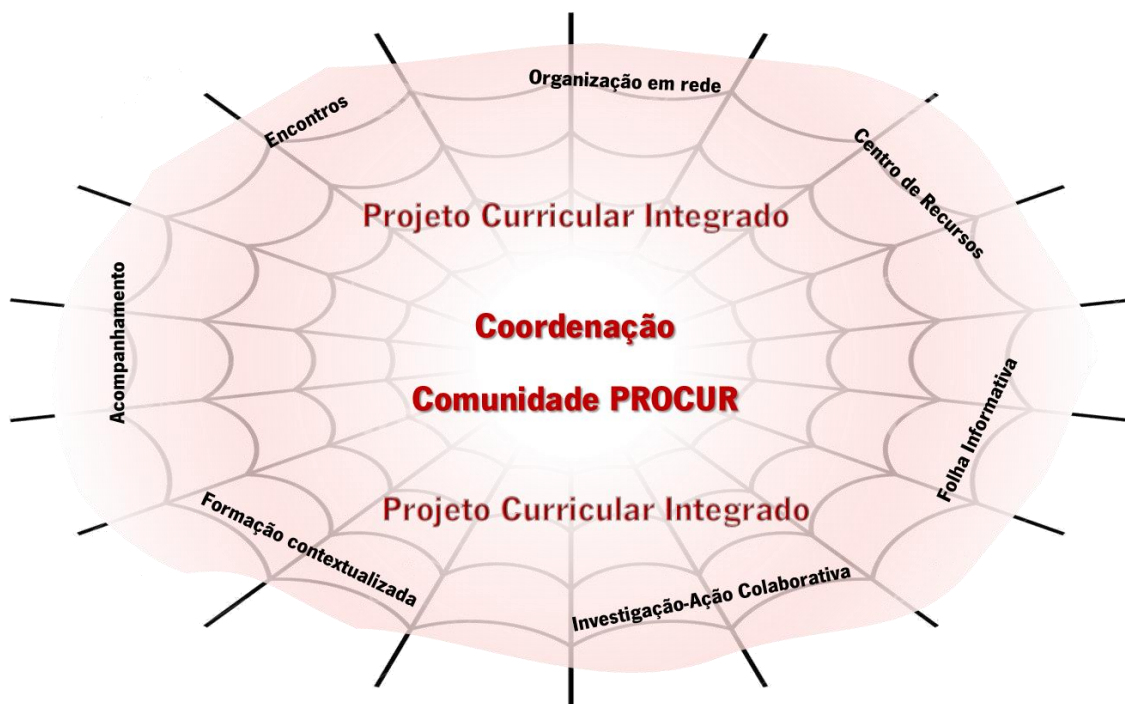 Organização em rede
Encontros
Centro de Recursos
Projeto Curricular Integrado
Acompanhamento
Coordenação
Comunidade PROCUR
Folha Informativa
Projeto Curricular Integrado
Formação contextualizada
Investigação-Ação Colaborativa